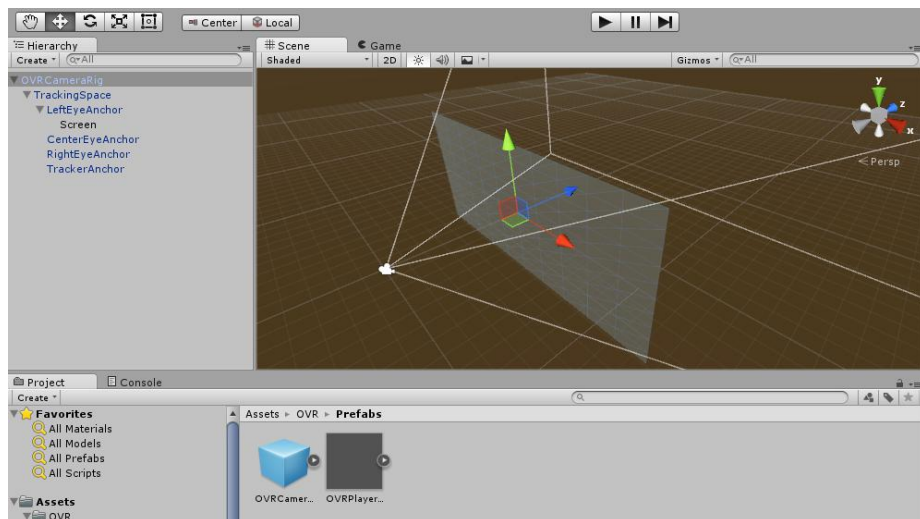 Center Local
Hierarchy
Create All
OVRCameraRig
TrackingSpace
LeftEyeAnchor
Screen
CenterEyeAnchor
RightEyeAnchor
TrackerAnchor
Scene Game
Shaded 2D Gizmos All
y
z
x
Persp
Project Console
Create
Favorites
All Materials
All Models
All Prefabs
All Scripts
Assets
OVR
Assets OVR Prefabs
OVRCamer... OVRPlayer...